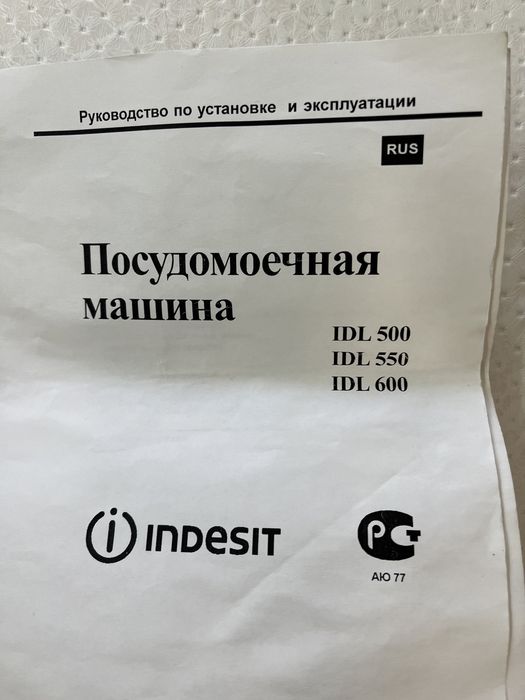 Руководство по установке и эксплуатации
RUS
Посудомоечная
машина
IDL 500
IDL 550
IDL 600
INDESIT
РСТ
АЮ 77